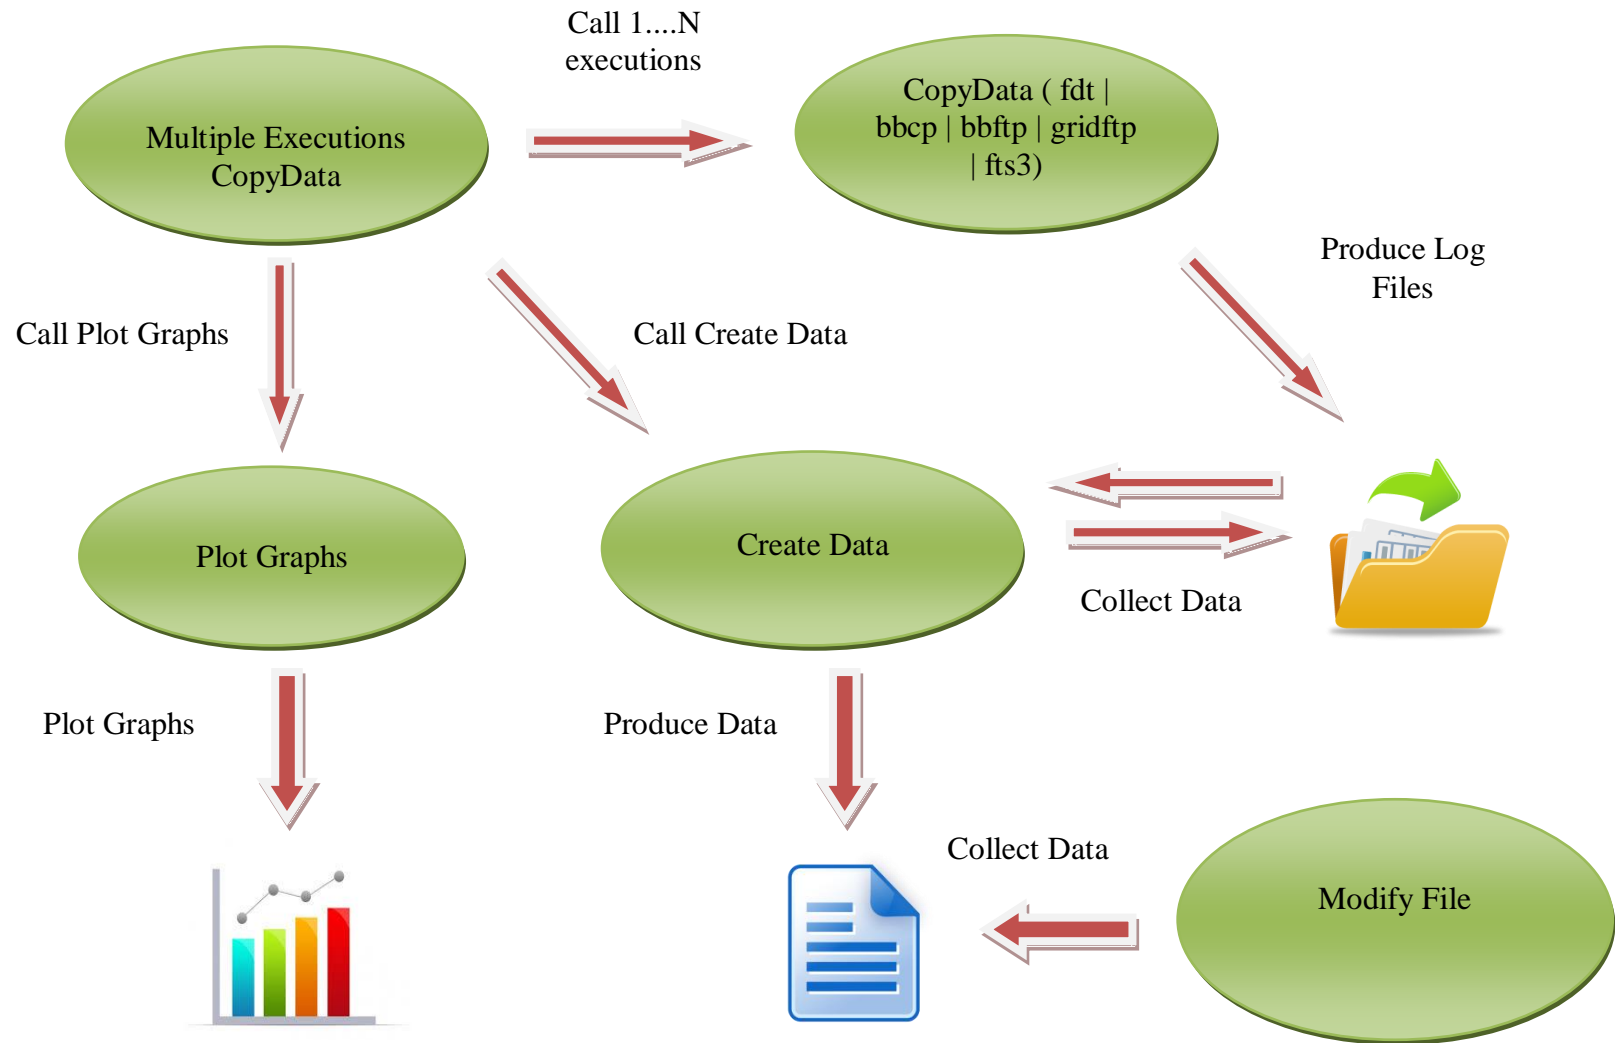 Call 1....N
executions
CopyData ( fdt |
bbcp | bbftp | gridftp
| fts3)
Multiple Executions
CopyData
Produce Log
Files
Call Plot Graphs
Call Create Data
Plot Graphs
Create Data
Collect Data
Plot Graphs
Produce Data
Collect Data
Modify File